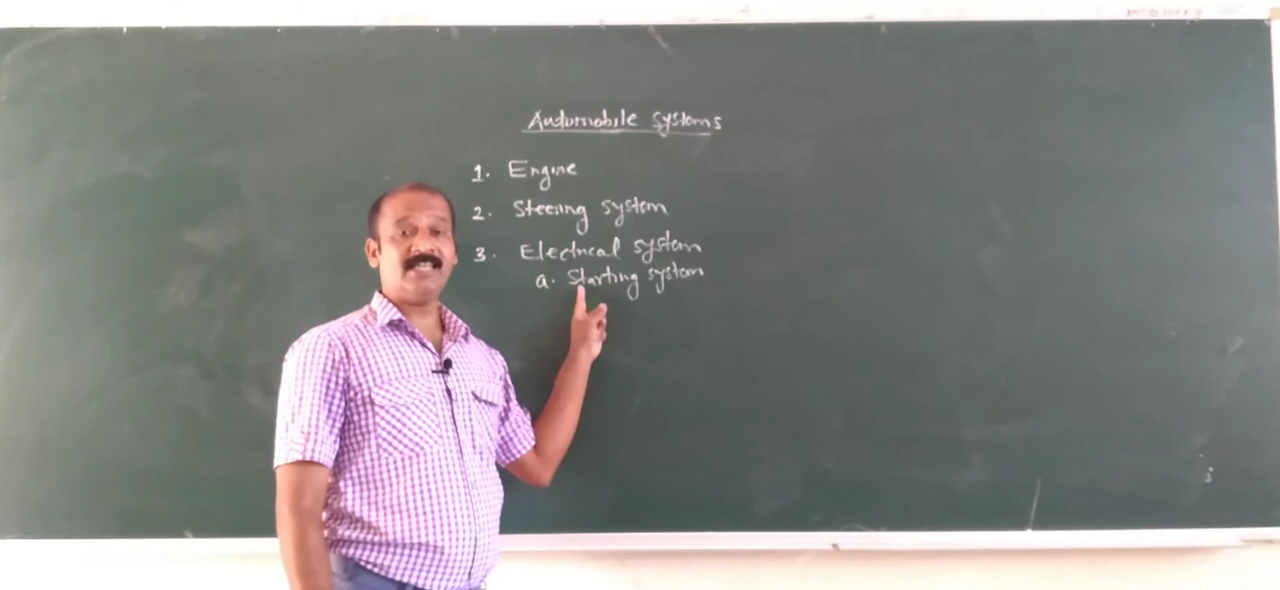 Automobile systems
1. Engine
2. Steering system
3. Electrical system
a. Starting system